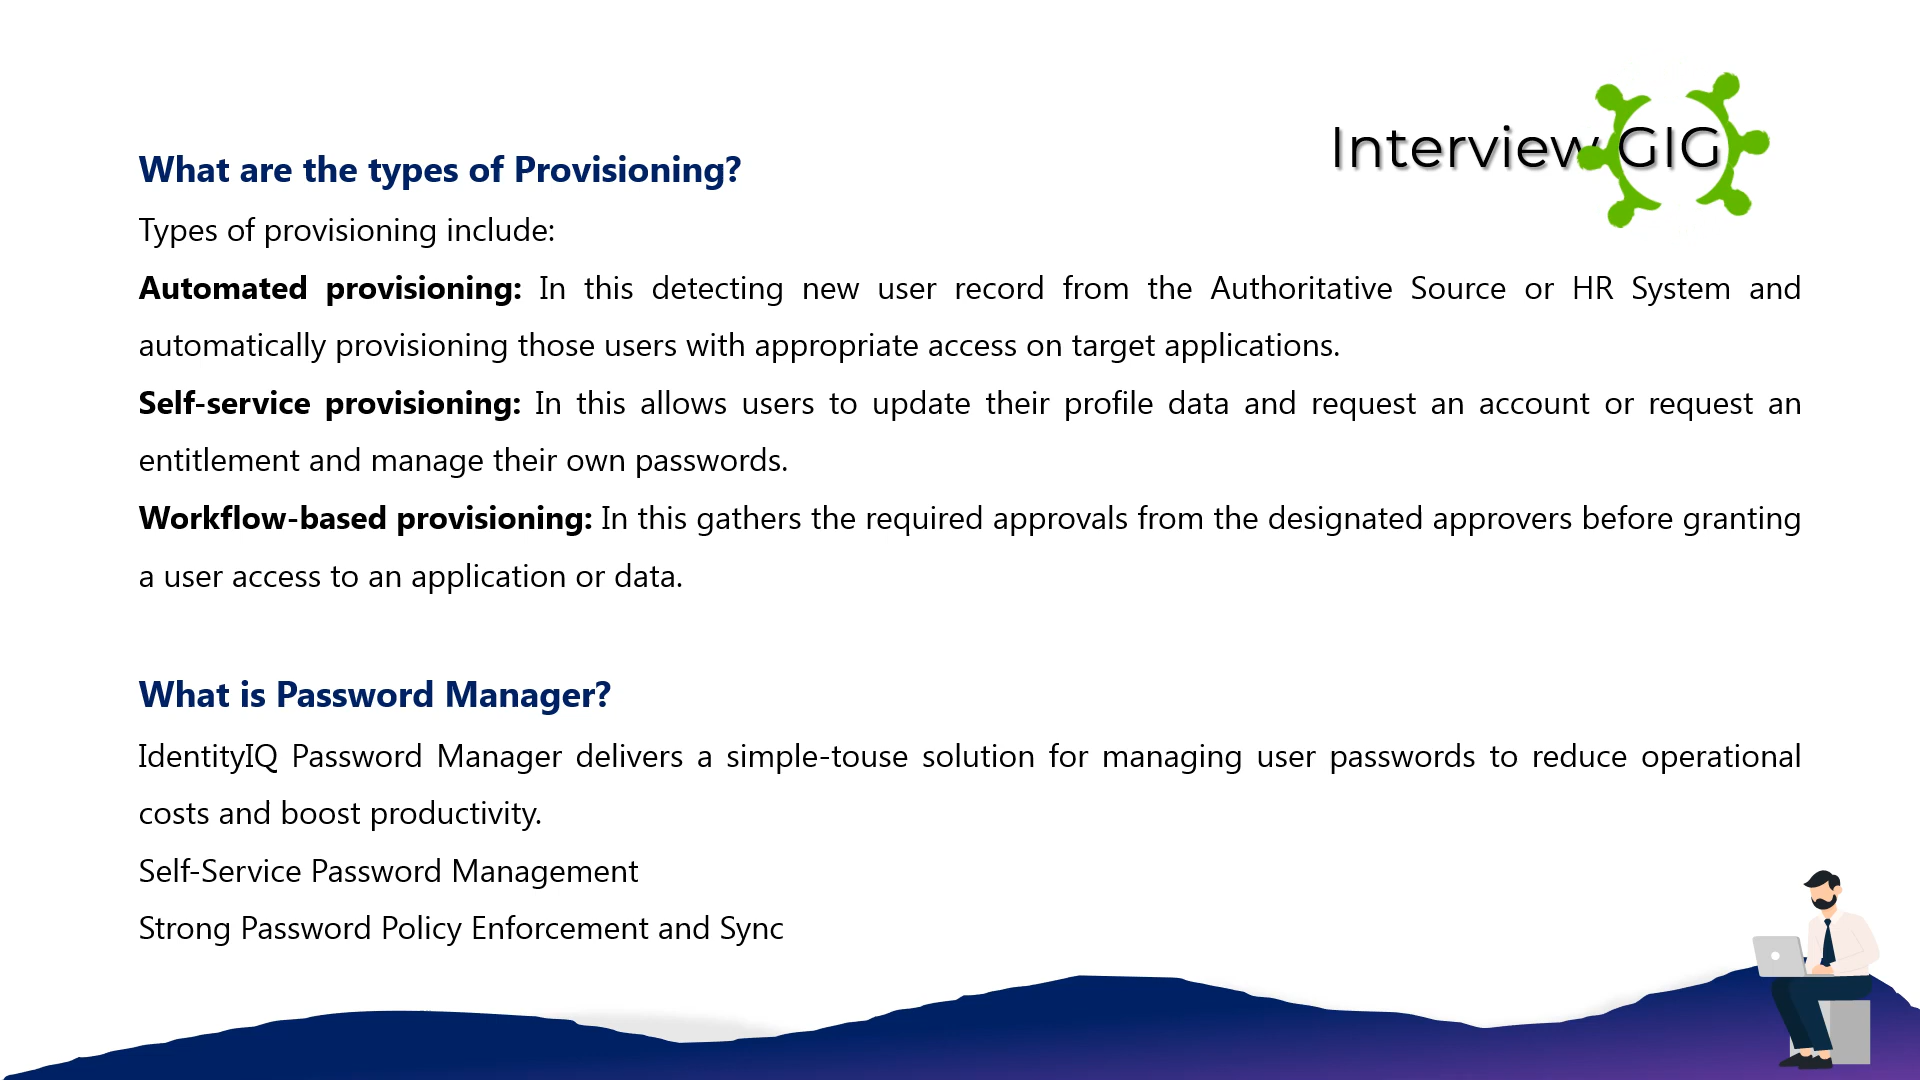 Interview GIG
What are the types of Provisioning?
Types of provisioning include:
Automated provisioning: In this detecting new user record from the Authoritative Source or HR System and
automatically provisioning those users with appropriate access on target applications.
Self-service provisioning: In this allows users to update their profile data and request an account or request an
entitlement and manage their own passwords.
Workflow-based provisioning: In this gathers the required approvals from the designated approvers before granting
a user access to an application or data.
What is Password Manager?
IdentityIQ Password Manager delivers a simple-touse solution for managing user passwords to reduce operational
costs and boost productivity.
Self-Service Password Management
Strong Password Policy Enforcement and Sync